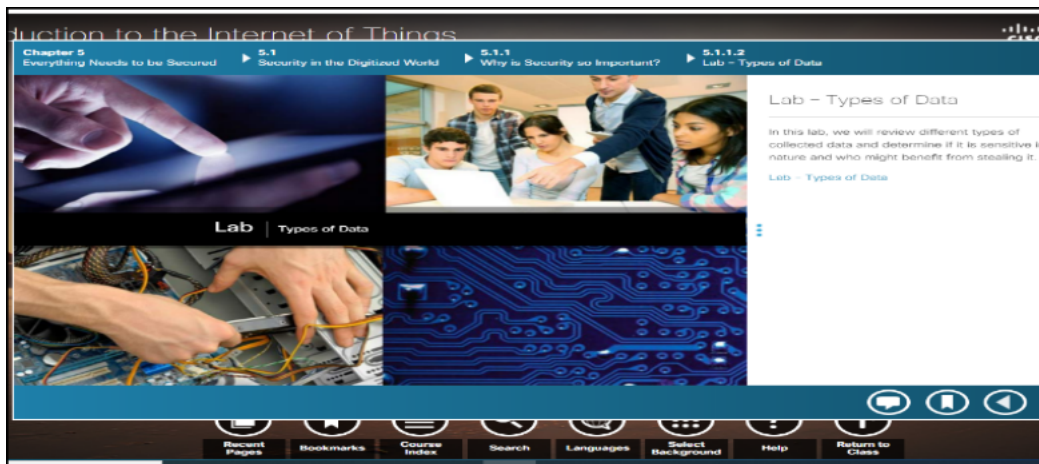 duction to the Internet of Things
CISCO
Chapter 5
Everything Needs to be Secured
5.1
Security in the Digitized World
5.1.1
Why is Security so Important?
5.1.1.2
Lab – Types of Data
Lab – Types of Data
In this lab, we will review different types of
collected data and determine if it is sensitive in
nature and who might benefit from stealing it.
Lab – Types of Data
Lab | Types of Data
Recent
Pages
Bookmarks
Course
Index
Search
Languages
Select
Background
Help
Return to
Class